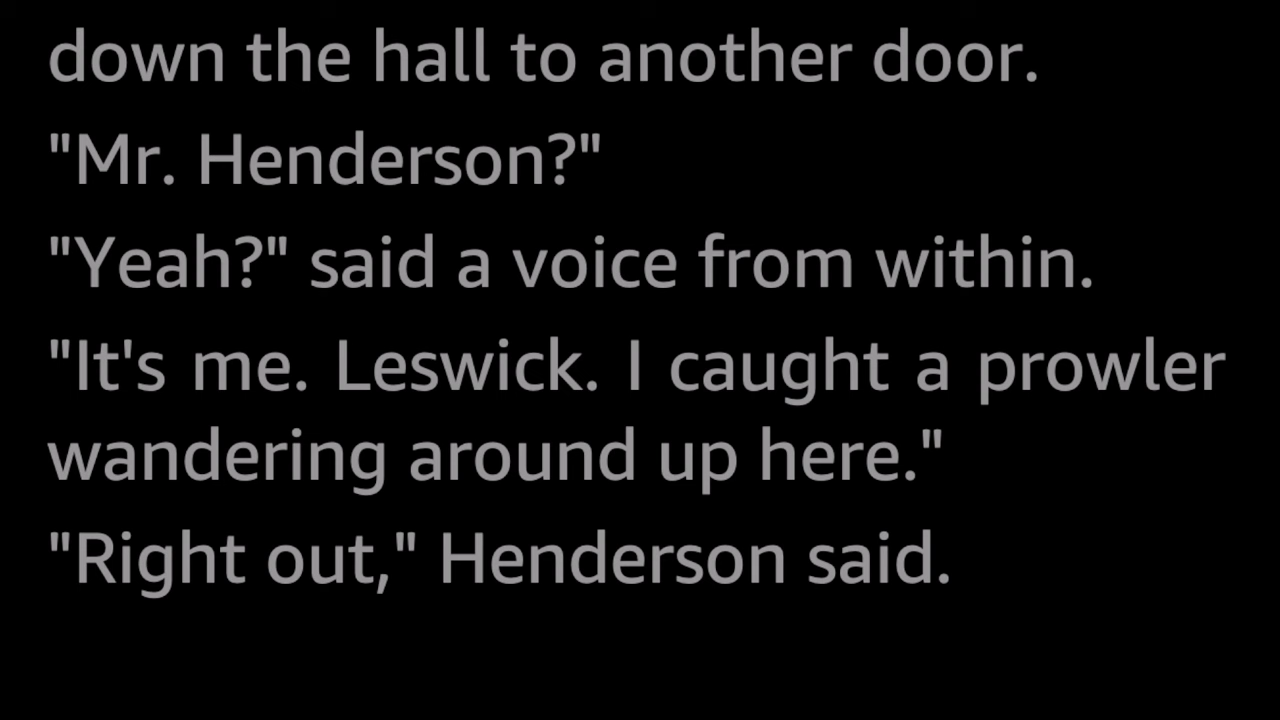 down the hall to another door.
"Mr. Henderson?"
"Yeah?" said a voice from within.
"It's me. Leswick. I caught a prowler
wandering around up here."
"Right out," Henderson said.